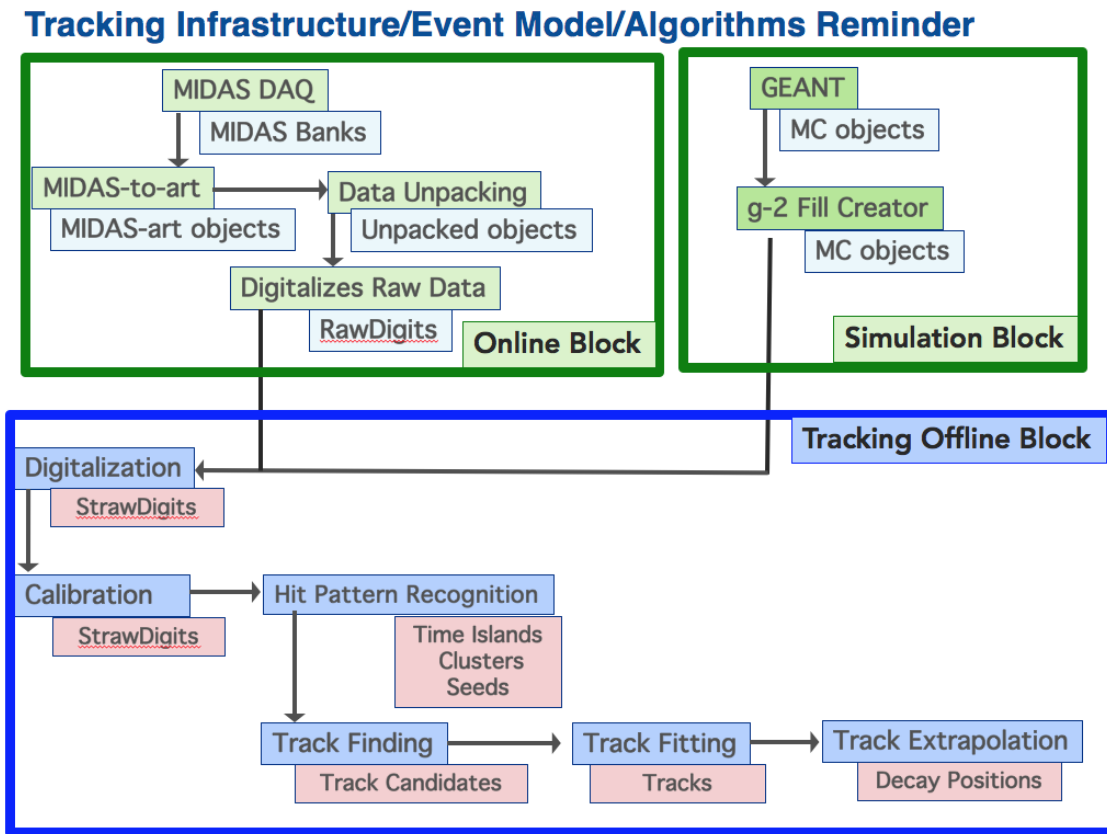 Tracking Infrastructure/Event Model/Algorithms Reminder
MIDAS DAQ
MIDAS Banks
MIDAS-to-art
MIDAS-art objects
Data Unpacking
Unpacked objects
Digitalizes Raw Data
RawDigits
Online Block
GEANT
MC objects
g-2 Fill Creator
MC objects
Simulation Block
Tracking Offline Block
Digitalization
StrawDigits
Calibration
StrawDigits
Hit Pattern Recognition
Time Islands
Clusters
Seeds
Track Finding
Track Candidates
Track Fitting
Tracks
Track Extrapolation
Decay Positions